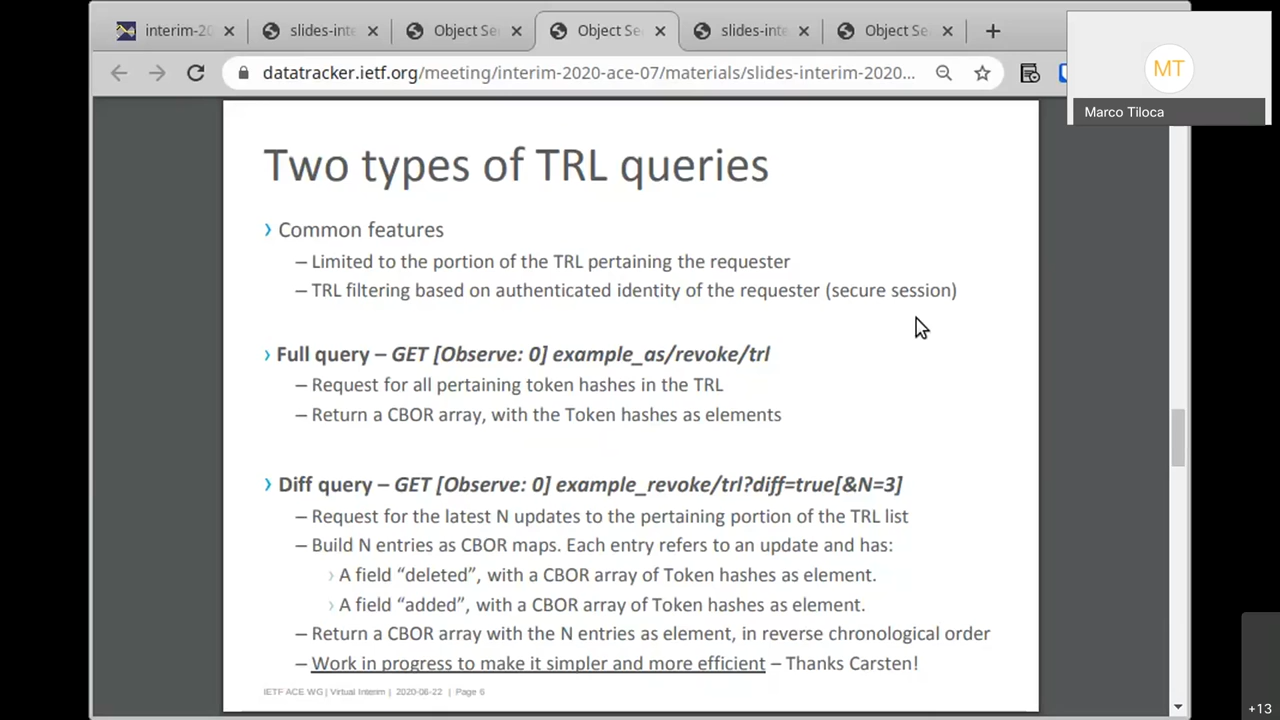 interim-20
slides-inte
Object Se
Object Se
slides-inte
Object Se
datatracker.ietf.org/meeting/interim-2020-ace-07/materials/slides-interim-2020...
MT
Marco Tiloca
Two types of TRL queries
› Common features
– Limited to the portion of the TRL pertaining the requester
– TRL filtering based on authenticated identity of the requester (secure session)
› Full query – GET [Observe: 0] example_as/revoke/trl
– Request for all pertaining token hashes in the TRL
– Return a CBOR array, with the Token hashes as elements
› Diff query – GET [Observe: 0] example_revoke/trl?diff=true[&N=3]
– Request for the latest N updates to the pertaining portion of the TRL list
– Build N entries as CBOR maps. Each entry refers to an update and has:
› A field “deleted”, with a CBOR array of Token hashes as element.
› A field “added”, with a CBOR array of Token hashes as element.
– Return a CBOR array with the N entries as element, in reverse chronological order
– Work in progress to make it simpler and more efficient – Thanks Carsten!
IETF ACE WG | Virtual Interim | 2020-06-22 | Page 6
+13